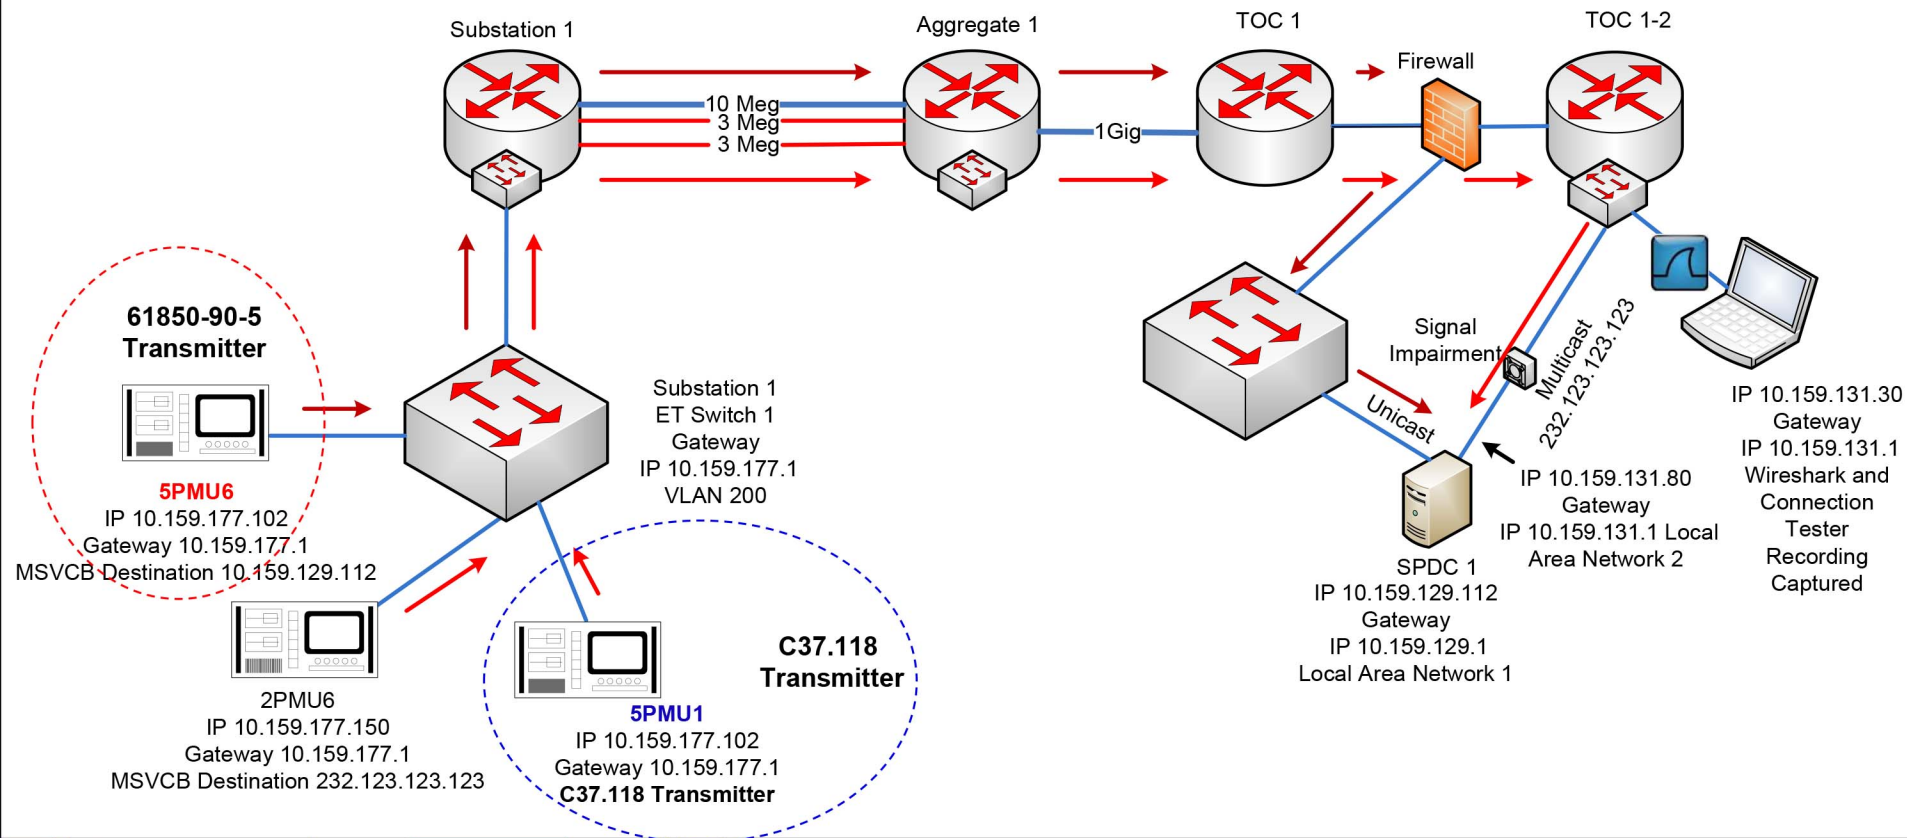 Substation 1
Aggregate 1
TOC 1
TOC 1-2
Firewall
10 Meg
3 Meg
3 Meg
1Gig
61850-90-5
Transmitter
5PMU6
IP 10.159.177.102
Gateway 10.159.177.1
MSVCB Destination 10.159.129.112
Substation 1
ET Switch 1
Gateway
IP 10.159.177.1
VLAN 200
2PMU6
IP 10.159.177.150
Gateway 10.159.177.1
MSVCB Destination 232.123.123.123
C37.118
Transmitter
5PMU1
IP 10.159.177.102
Gateway 10.159.177.1
C37.118 Transmitter
Signal
Impairment
Multicast
232.123.123.123
Unicast
SPDC 1
IP 10.159.129.112
Gateway
IP 10.159.129.1
Local Area Network 1
IP 10.159.131.80
Gateway
IP 10.159.131.1 Local
Area Network 2
IP 10.159.131.30
Gateway
IP 10.159.131.1
Wireshark and
Connection
Tester
Recording
Captured